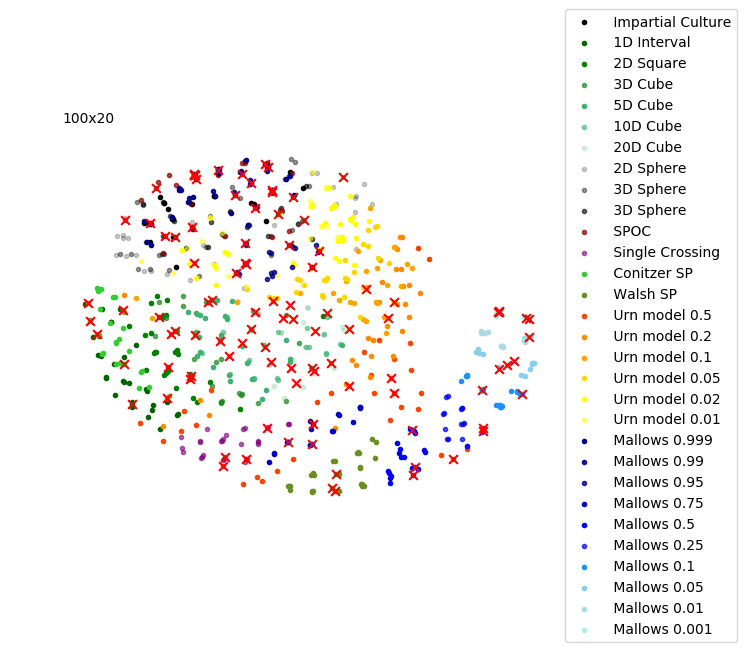 100x20
Impartial Culture
1D Interval
2D Square
3D Cube
5D Cube
10D Cube
20D Cube
2D Sphere
3D Sphere
3D Sphere
SPOC
Single Crossing
Conitzer SP
Walsh SP
Urn model 0.5
Urn model 0.2
Urn model 0.1
Urn model 0.05
Urn model 0.02
Urn model 0.01
Mallows 0.999
Mallows 0.99
Mallows 0.95
Mallows 0.75
Mallows 0.5
Mallows 0.25
Mallows 0.1
Mallows 0.05
Mallows 0.01
Mallows 0.001